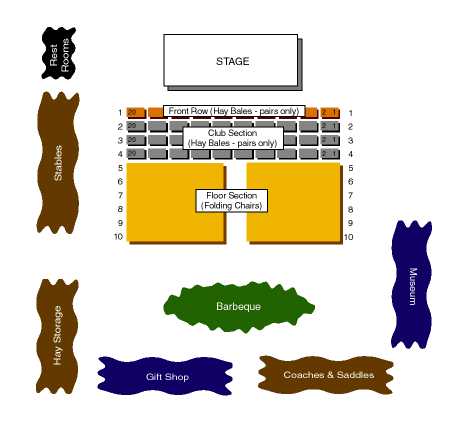 Rest
Rooms
STAGE
1 20 Front Row (Hay Bales - pairs only) 2 1 1
2 20 2 1 2
Club Section
3 20 (Hay Bales - pairs only) 2 1 3
4 20 2 1 4
5 5
6 6
Stables
7 Floor Section 7
8 (Folding Chairs) 8
9 9
10 10
Museum
Hay Storage
Barbeque
Gift Shop
Coaches & Saddles